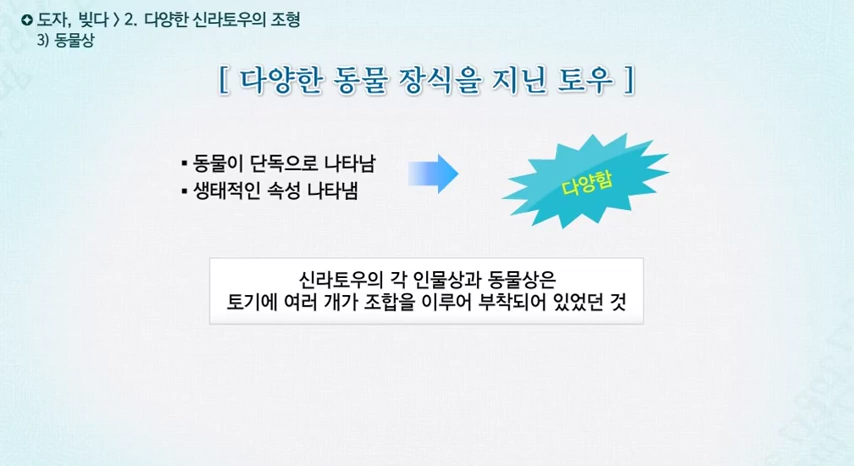 도자, 빚다 > 2. 다양한 신라토우의 조형
3) 동물상
[ 다양한 동물 장식을 지닌 토우 ]
▪ 동물이 단독으로 나타남
▪ 생태적인 속성 나타냄
다양함
신라토우의 각 인물상과 동물상은
토기에 여러 개가 조합을 이루어 부착되어 있었던 것